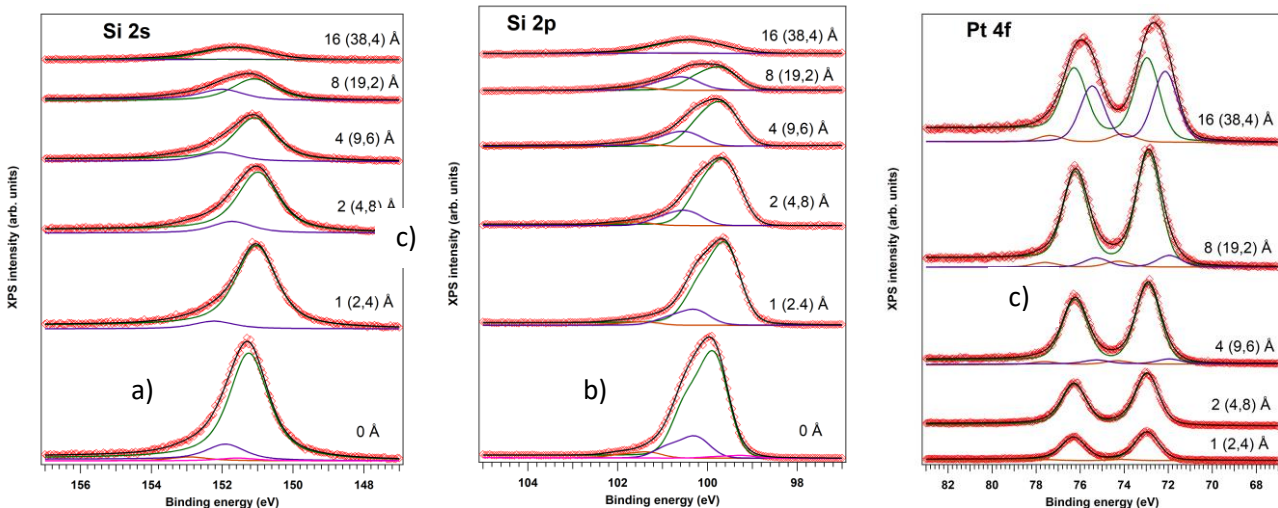 Si 2s
16 (38,4) Å
8 (19,2) Å
4 (9,6) Å
2 (4,8) Å
c)
1 (2,4) Å
a)
0 Å
XPS intensity (arb. units)
156 154 152 150 148
Binding energy (eV)
Si 2p
16 (38,4) Å
8 (19,2) Å
4 (9,6) Å
2 (4,8) Å
1 (2.4) Å
b)
0 Å
XPS intensity (arb. units)
104 102 100 98
Binding energy (eV)
Pt 4f
16 (38,4) Å
8 (19,2) Å
c)
4 (9,6) Å
2 (4,8) Å
1 (2,4) Å
XPS intensity (arb. units)
82 80 78 76 74 72 70 68
Binding energy (eV)